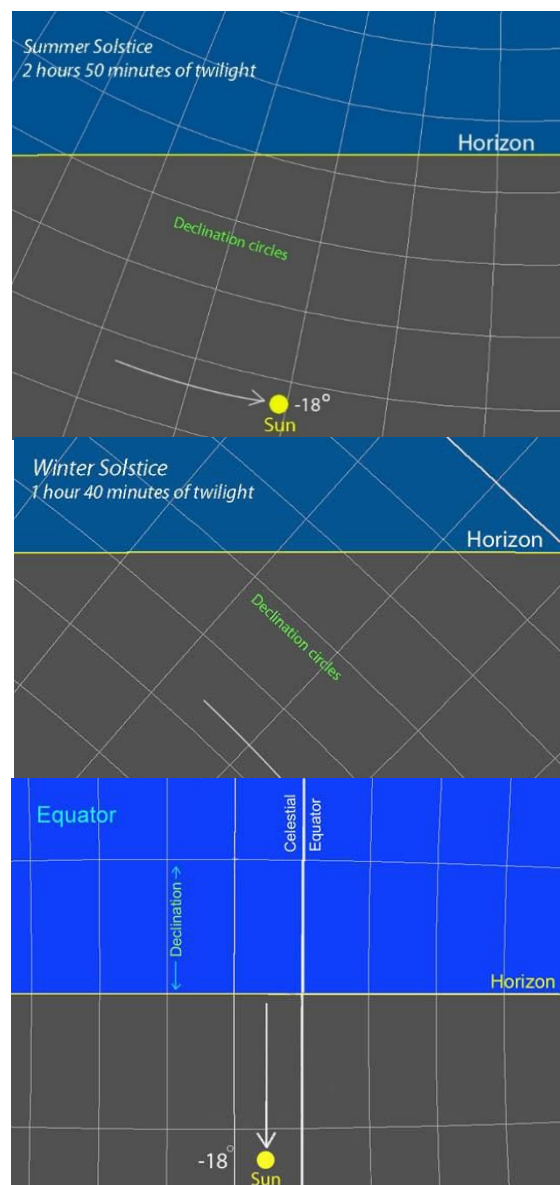 Summer Solstice
2 hours 50 minutes of twilight
Horizon
Declination circles
-18°
Sun
Winter Solstice
1 hour 40 minutes of twilight
Horizon
Declination circles
Equator
Celestial
Equator
Declination
Horizon
-18°
Sun